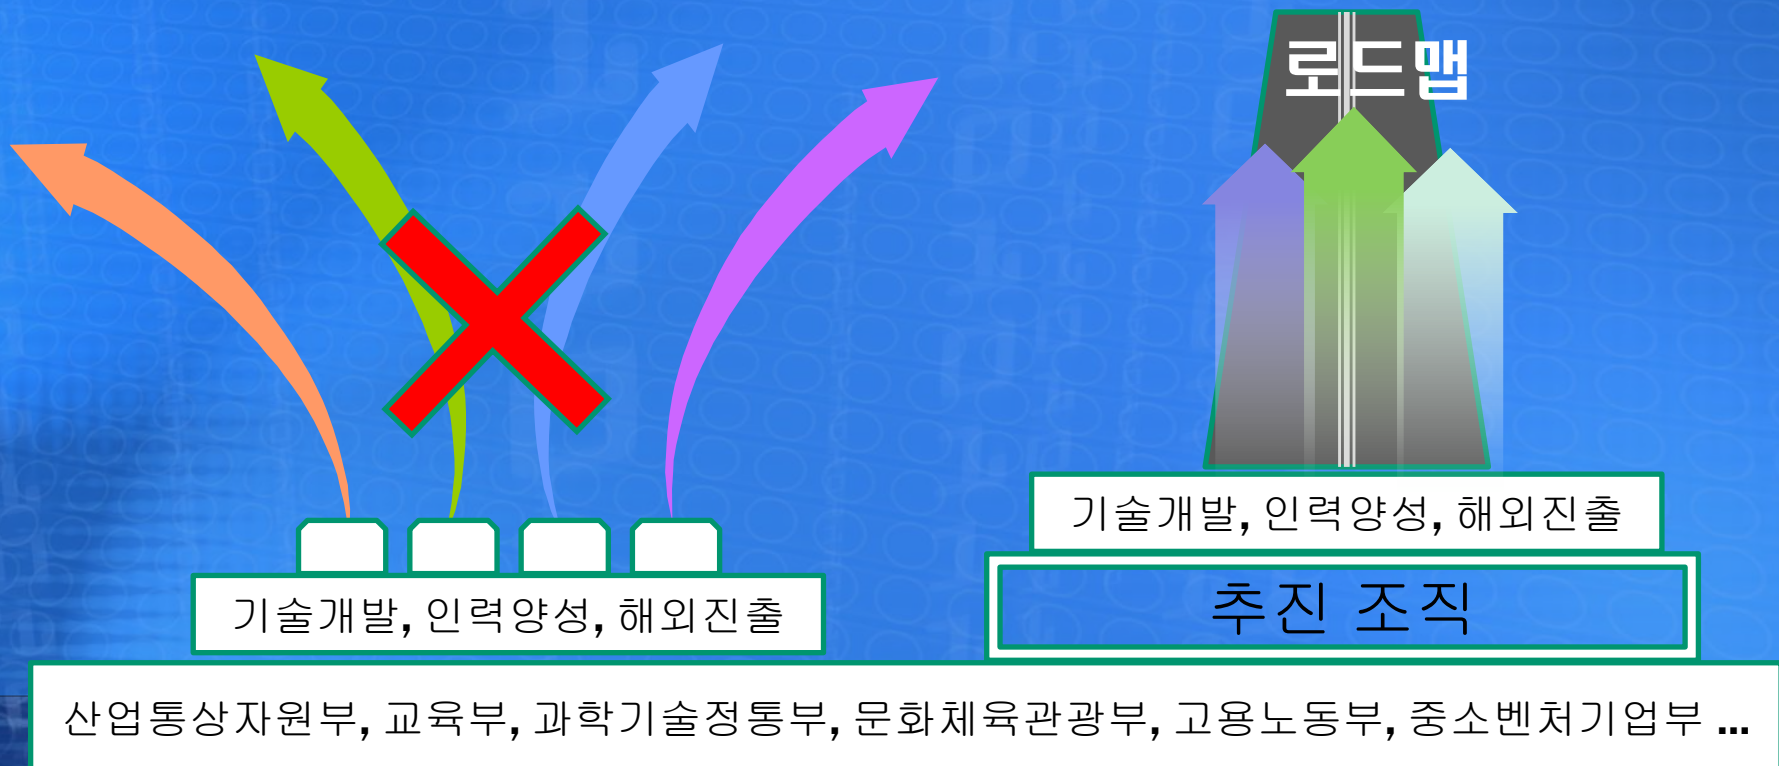 로드맵
기술개발, 인력양성, 해외진출
기술개발, 인력양성, 해외진출
추진 조직
산업통상자원부, 교육부, 과학기술정통부, 문화체육관광부, 고용노동부, 중소벤처기업부 ...